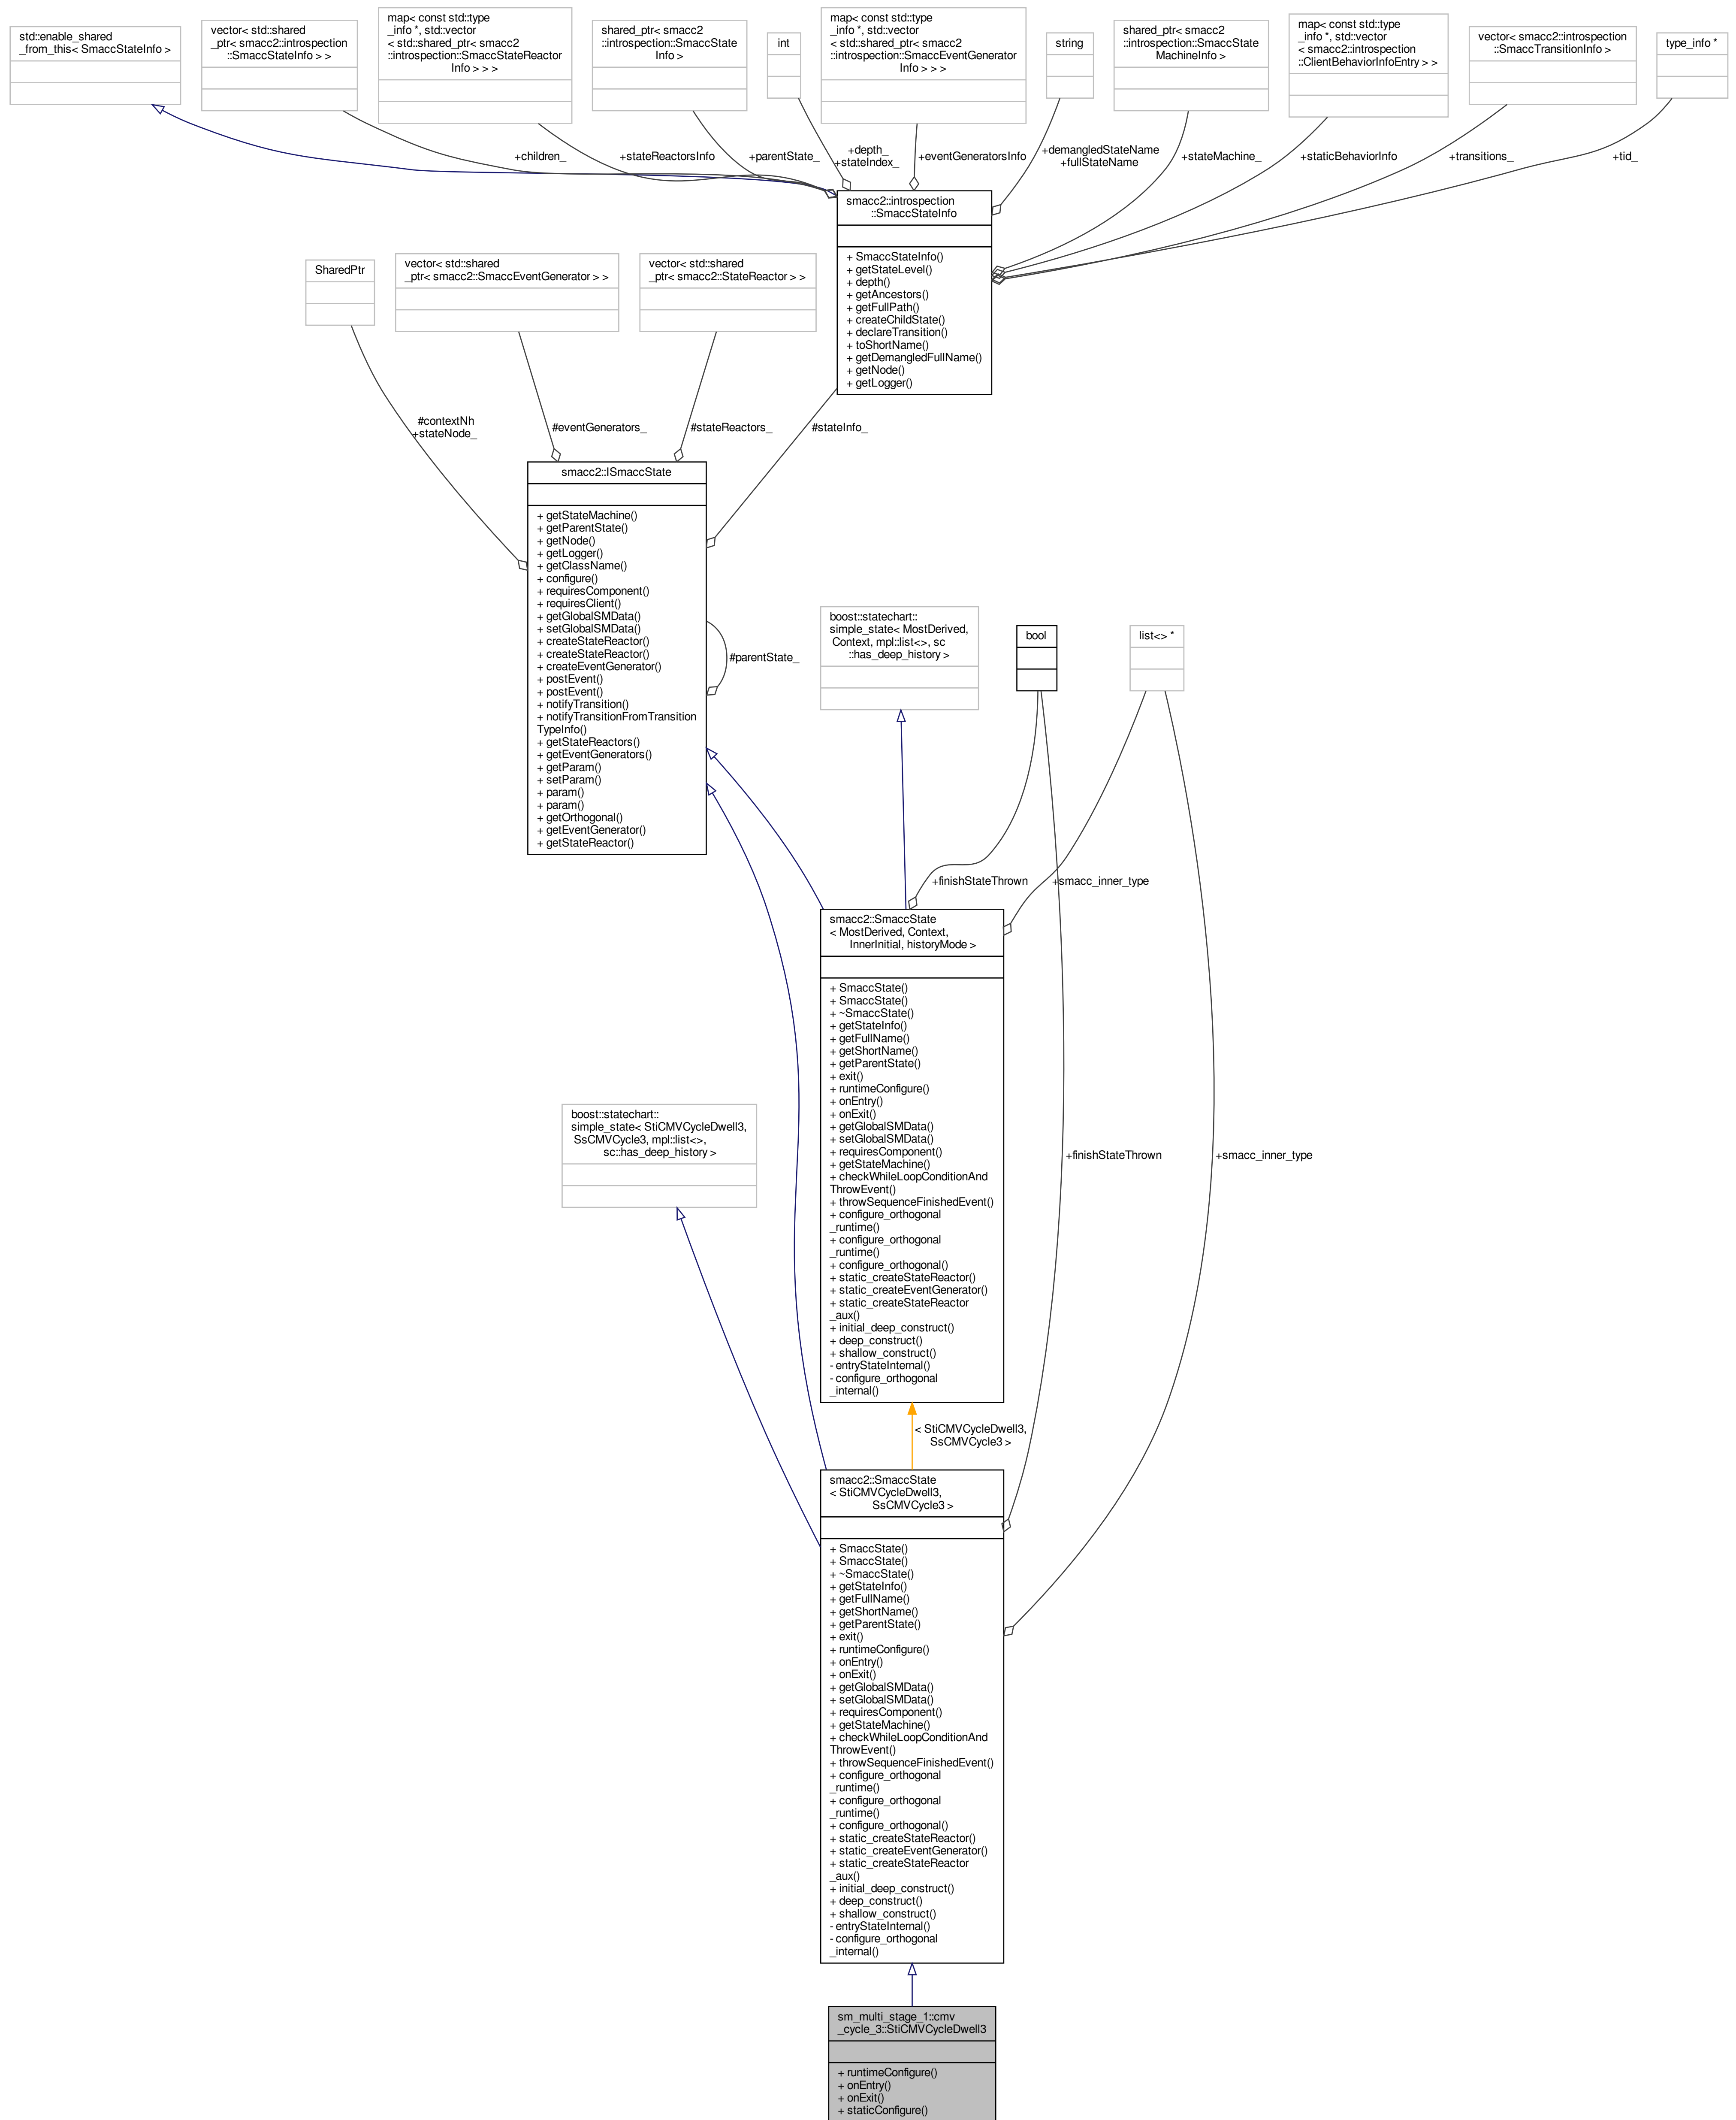 std::enable_shared
_from_this< SmaccStateInfo >
vector< std::shared
_ptr< smacc2::introspection
::SmaccStateInfo > >
map< const std::type
_info *, std::vector
< std::shared_ptr< smacc2
::introspection::SmaccStateReactor
Info > > >
shared_ptr< smacc2
::introspection::SmaccState
Info >
int
map< const std::type
_info *, std::vector
< std::shared_ptr< smacc2
::introspection::SmaccEventGenerator
Info > > >
string
shared_ptr< smacc2
::introspection::SmaccState
MachineInfo >
map< const std::type
_info *, std::vector
< smacc2::introspection
::ClientBehaviorInfoEntry > >
vector< smacc2::introspection
::SmaccTransitionInfo >
type_info *
+children_
+stateReactorsInfo
+parentState_
+depth_
+stateIndex_
+eventGeneratorsInfo
+demangledStateName
+fullStateName
+stateMachine_
+staticBehaviorInfo
+transitions_
+tid_
smacc2::introspection
::SmaccStateInfo
+ SmaccStateInfo()
+ getStateLevel()
+ depth()
+ getAncestors()
+ getFullPath()
+ createChildState()
+ declareTransition()
+ toShortName()
+ getDemangledFullName()
+ getNode()
+ getLogger()
SharedPtr
vector< std::shared
_ptr< smacc2::SmaccEventGenerator > >
vector< std::shared
_ptr< smacc2::StateReactor > >
#contextNh
+stateNode_
#eventGenerators_
#stateReactors_
#stateInfo_
smacc2::ISmaccState
+ getStateMachine()
+ getParentState()
+ getNode()
+ getLogger()
+ getClassName()
+ configure()
+ requiresComponent()
+ requiresClient()
+ getGlobalSMData()
+ setGlobalSMData()
+ createStateReactor()
+ createStateReactor()
+ createEventGenerator()
+ postEvent()
+ postEvent()
+ notifyTransition()
+ notifyTransitionFromTransition
TypeInfo()
+ getStateReactors()
+ getEventGenerators()
+ getParam()
+ setParam()
+ param()
+ param()
+ getOrthogonal()
+ getEventGenerator()
+ getStateReactor()
#parentState_
boost::statechart::
simple_state< MostDerived,
Context, mpl::list<>, sc
::has_deep_history >
bool
list<> *
+finishStateThrown
+smacc_inner_type
smacc2::SmaccState
< MostDerived, Context,
InnerInitial, historyMode >
+ SmaccState()
+ SmaccState()
+ ~SmaccState()
+ getStateInfo()
+ getFullName()
+ getShortName()
+ getParentState()
+ exit()
+ runtimeConfigure()
+ onEntry()
+ onExit()
+ getGlobalSMData()
+ setGlobalSMData()
+ requiresComponent()
+ getStateMachine()
+ checkWhileLoopConditionAnd
ThrowEvent()
+ throwSequenceFinishedEvent()
+ configure_orthogonal
_runtime()
+ configure_orthogonal
_runtime()
+ configure_orthogonal()
+ static_createStateReactor()
+ static_createEventGenerator()
+ static_createStateReactor
_aux()
+ initial_deep_construct()
+ deep_construct()
+ shallow_construct()
- entryStateInternal()
- configure_orthogonal
_internal()
boost::statechart::
simple_state< StiCMVCycleDwell3,
SsCMVCycle3, mpl::list<>,
sc::has_deep_history >
+finishStateThrown
+smacc_inner_type
< StiCMVCycleDwell3,
SsCMVCycle3 >
smacc2::SmaccState
< StiCMVCycleDwell3,
SsCMVCycle3 >
+ SmaccState()
+ SmaccState()
+ ~SmaccState()
+ getStateInfo()
+ getFullName()
+ getShortName()
+ getParentState()
+ exit()
+ runtimeConfigure()
+ onEntry()
+ onExit()
+ getGlobalSMData()
+ setGlobalSMData()
+ requiresComponent()
+ getStateMachine()
+ checkWhileLoopConditionAnd
ThrowEvent()
+ throwSequenceFinishedEvent()
+ configure_orthogonal
_runtime()
+ configure_orthogonal
_runtime()
+ configure_orthogonal()
+ static_createStateReactor()
+ static_createEventGenerator()
+ static_createStateReactor
_aux()
+ initial_deep_construct()
+ deep_construct()
+ shallow_construct()
- entryStateInternal()
- configure_orthogonal
_internal()
sm_multi_stage_1::cmv
_cycle_3::StiCMVCycleDwell3
+ runtimeConfigure()
+ onEntry()
+ onExit()
+ staticConfigure()